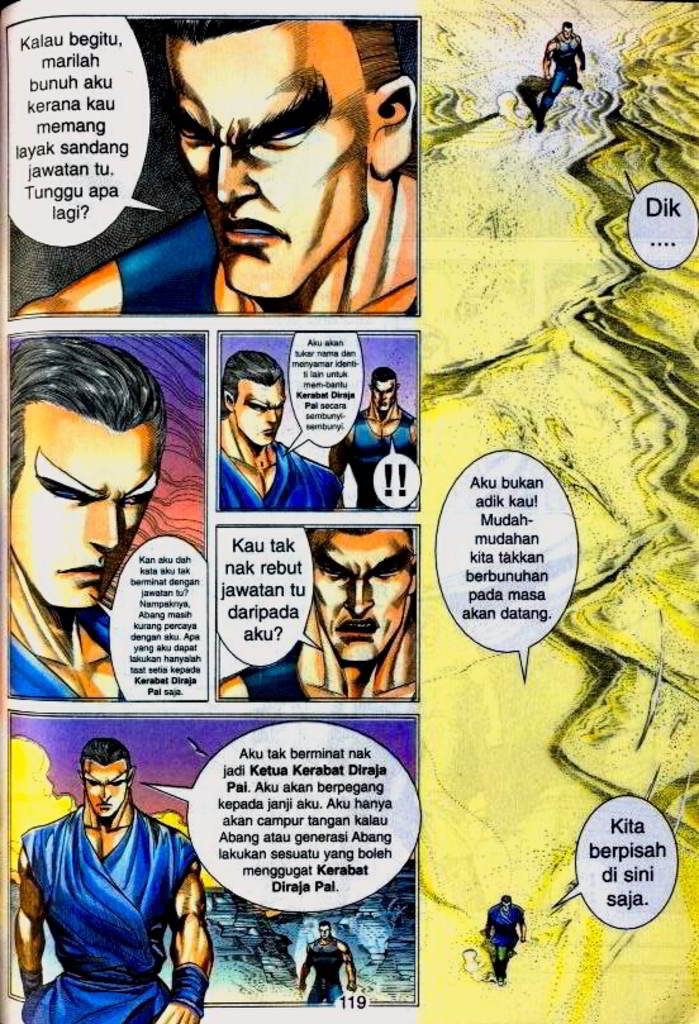 Kalau begitu,
marilah
bunuh aku
kerana kau
memang
layak sandang
jawatan tu.
Tunggu apa
lagi?
Aku akan
tukar nama dan
menyamar identi-
ti lain untuk
mem-bantu
Kerabat Diraja
Pai secara
sembunyi-
sembunyi.
!!
Kan aku dah
kata aku tak
berminat dengan
jawatan tu?
Nampaknya,
Abang masih
kurang percaya
dengan aku. Apa
yang aku dapat
lakukan hanyalah
taat setia kepada
Kerabat Diraja
Pai saja.
Kau tak
nak rebut
jawatan tu
daripada
aku?
Aku tak berminat nak
jadi Ketua Kerabat Diraja
Pai. Aku akan berpegang
kepada janji aku. Aku hanya
akan campur tangan kalau
Abang atau generasi Abang
lakukan sesuatu yang boleh
menggugat Kerabat
Diraja Pai.
Dik
....
Aku bukan
adik kau!
Mudah-
mudahan
kita takkan
berbunuhan
pada masa
akan datang.
Kita
berpisah
di sini
saja.
119